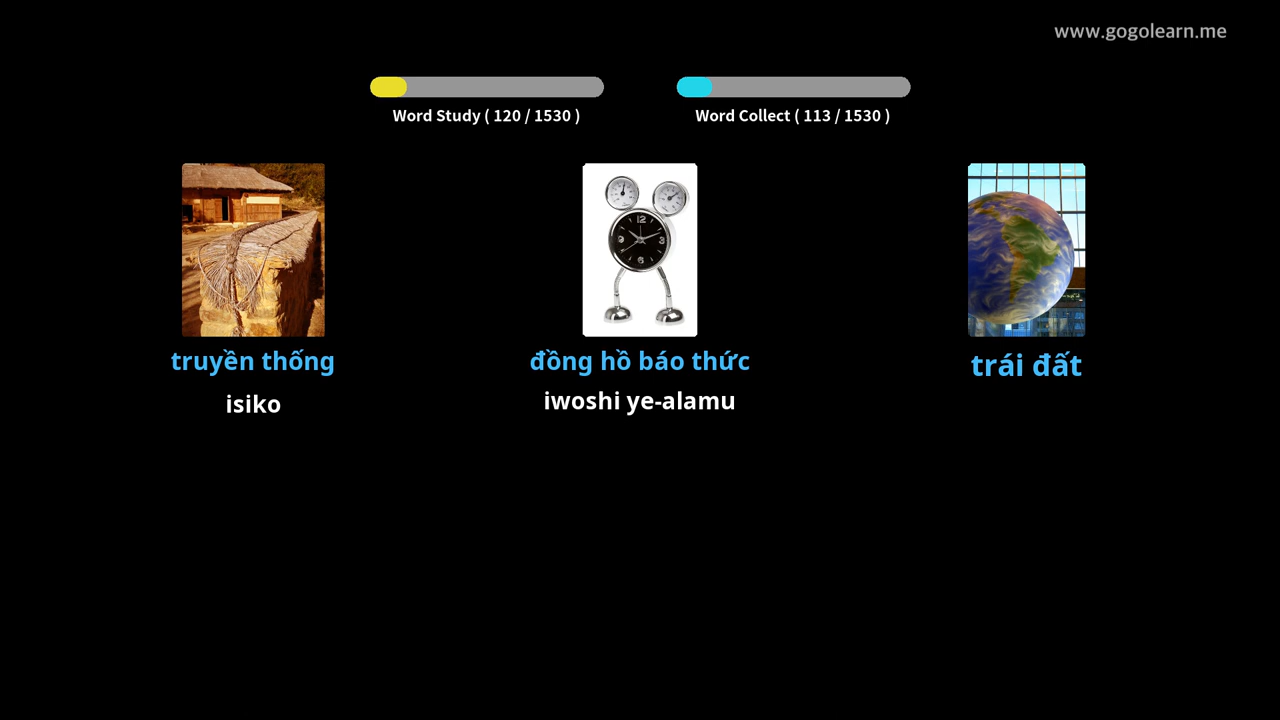 www.gogolearn.me
Word Study ( 120 / 1530 )
Word Collect ( 113 / 1530 )
truyền thống
đồng hồ báo thức
trái đất
isiko
iwoshi ye-alamu